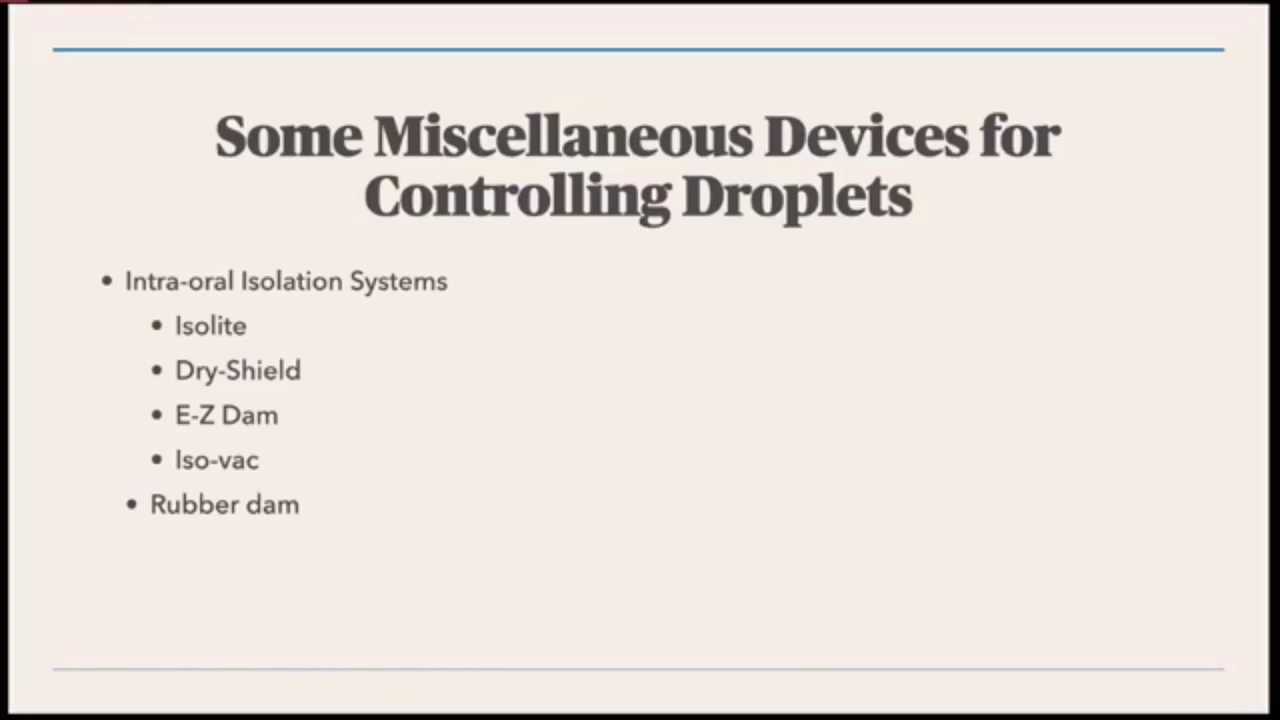 Some Miscellaneous Devices for
Controlling Droplets
• Intra-oral Isolation Systems
• Isolite
• Dry-Shield
• E-Z Dam
• Iso-vac
• Rubber dam